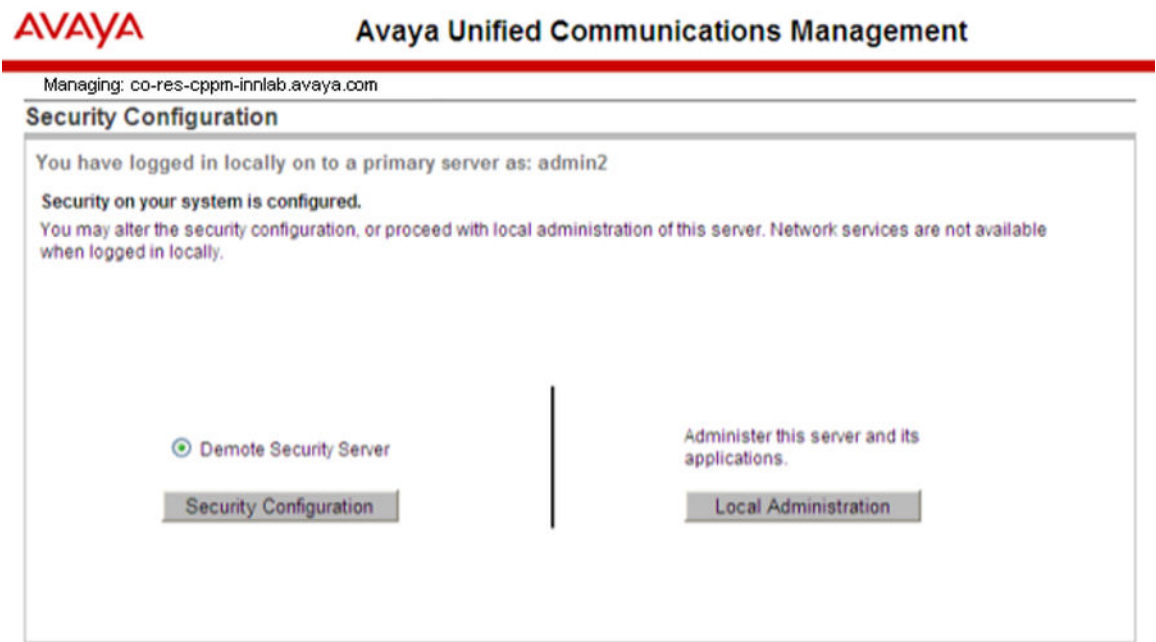 AVAYA
Avaya Unified Communications Management
Managing: co-res-cppm-innlab.avaya.com
Security Configuration
You have logged in locally on to a primary server as: admin2
Security on your system is configured.
You may alter the security configuration, or proceed with local administration of this server. Network services are not available
when logged in locally.
Demote Security Server
Security Configuration
Administer this server and its
applications.
Local Administration